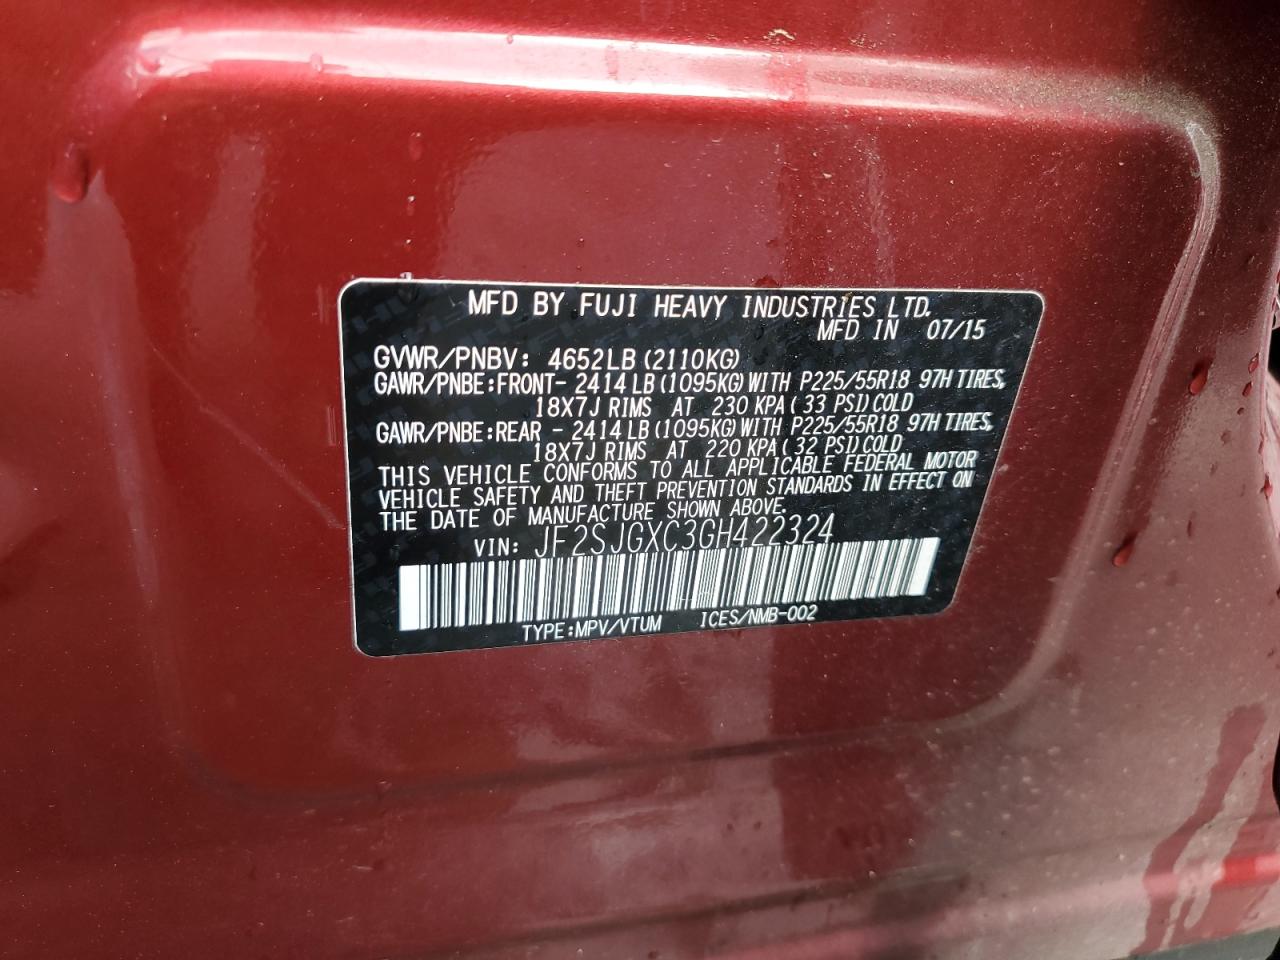 MFD BY FUJI HEAVY INDUSTRIES LTD.
MFD IN 07/15
GVWR/PNBV: 4652LB (2110KG)
GAWR/PNBE:FRONT- 2414 LB (1095KG) WITH P225/55R18 97H TIRES,
18X7J RIMS AT 230 KPA ( 33 PSI) COLD
GAWR/PNBE:REAR - 2414 LB (1095KG) WITH P225/55R18 97H TIRES,
18X7J RIMS AT 220 KPA ( 32 PSI) COLD
THIS VEHICLE CONFORMS TO ALL APPLICABLE FEDERAL MOTOR
VEHICLE SAFETY AND THEFT PREVENTION STANDARDS IN EFFECT ON
THE DATE OF MANUFACTURE SHOWN ABOVE.
VIN: JF2SJGXC3GH422324
TYPE:MPV/VTUM ICES/NMB-002